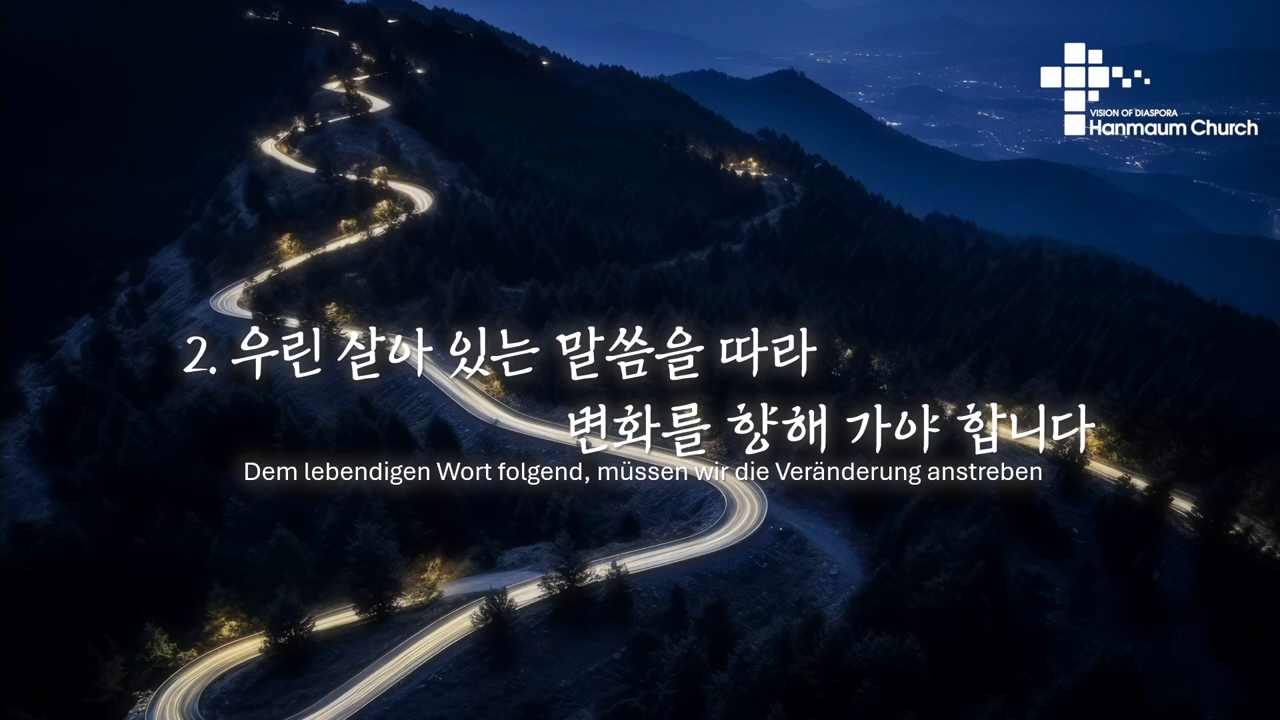 VISION OF DIASPORA
Hanmaum Church
2. 우린 살아 있는 말씀을 따라
변화를 향해 가야 합니다
Dem lebendigen Wort folgend, müssen wir die Veränderung anstreben